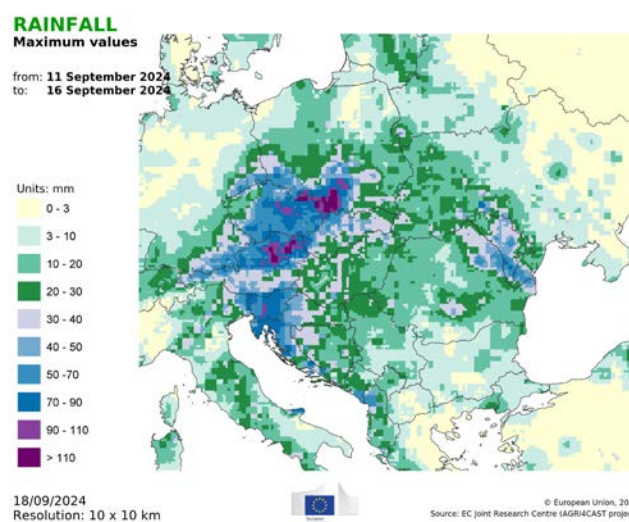 RAINFALL
Maximum values
from: 11 September 2024
to: 16 September 2024
Units: mm
0 - 3
3 - 10
10 - 20
20 - 30
30 - 40
40 - 50
50 -70
70 - 90
90 - 110
> 110
18/09/2024
Resolution: 10 x 10 km
© European Union, 20
Source: EC Joint Research Centre (AGRI4CAST proje